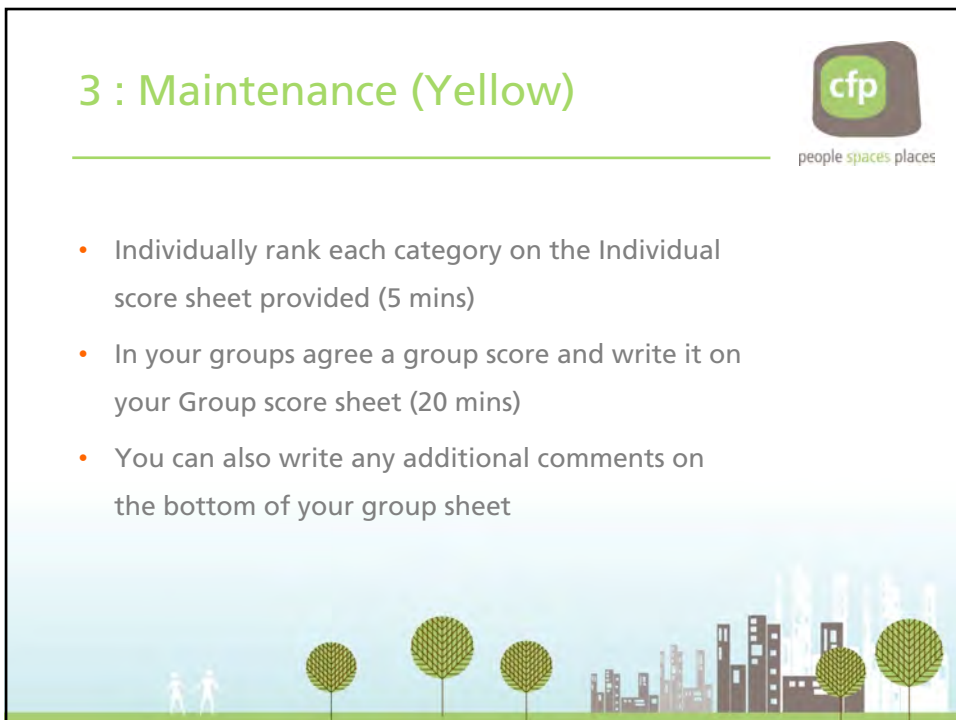 3 : Maintenance (Yellow)
cfp
people spaces places
• Individually rank each category on the Individual
score sheet provided (5 mins)
• In your groups agree a group score and write it on
your Group score sheet (20 mins)
• You can also write any additional comments on
the bottom of your group sheet